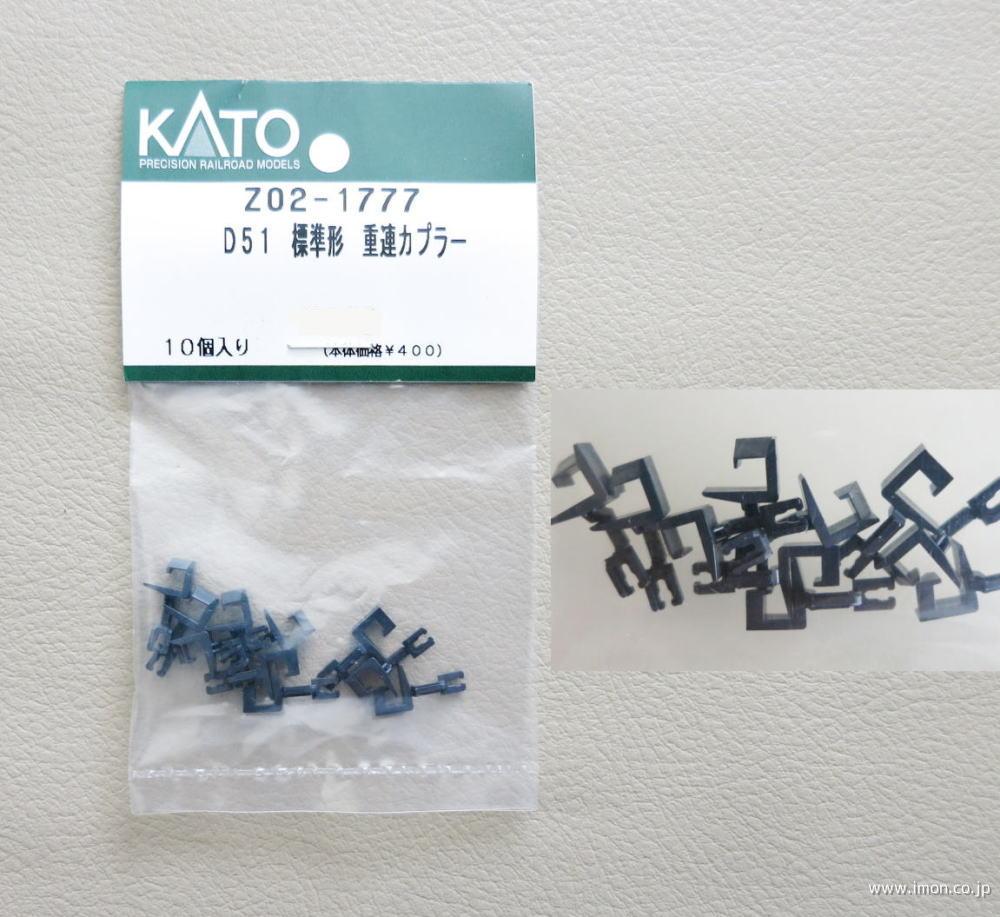 KATO
PRECISION RAILROAD MODELS
Z02-1777
D51 標準形 重連カプラー
10個入り (本体価格¥400)
www.imon.co.jp